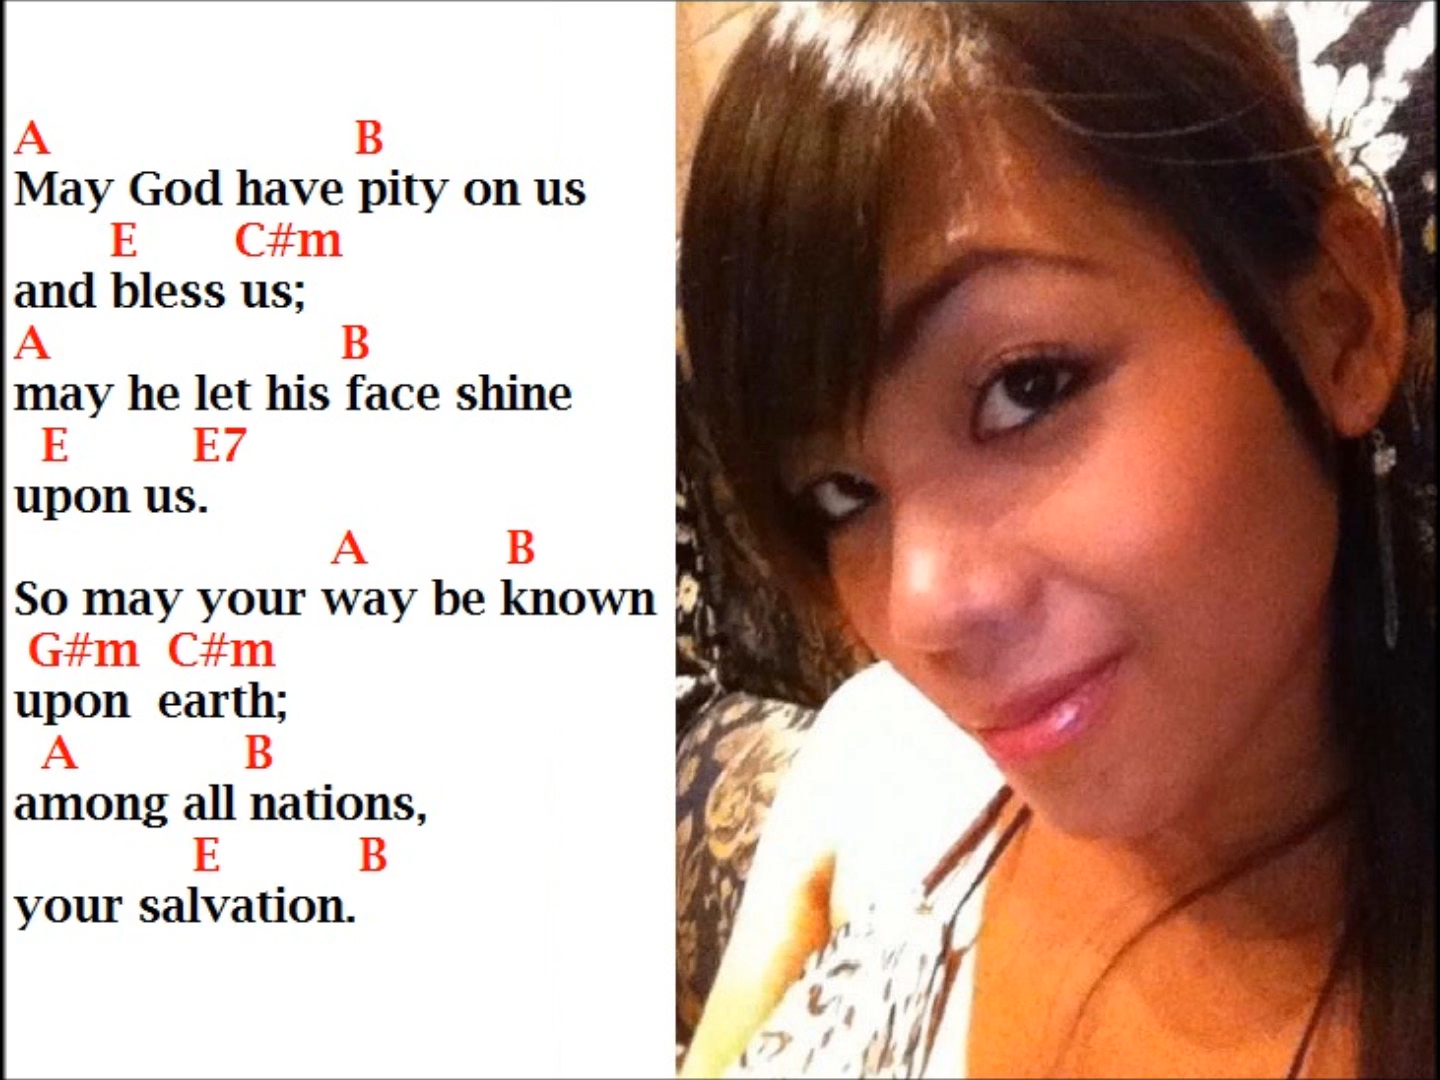 A B
May God have pity on us
E C#m
and bless us;
A B
may he let his face shine
E E7
upon us.
A B
So may your way be known
G#m C#m
upon earth;
A B
among all nations,
E B
your salvation.